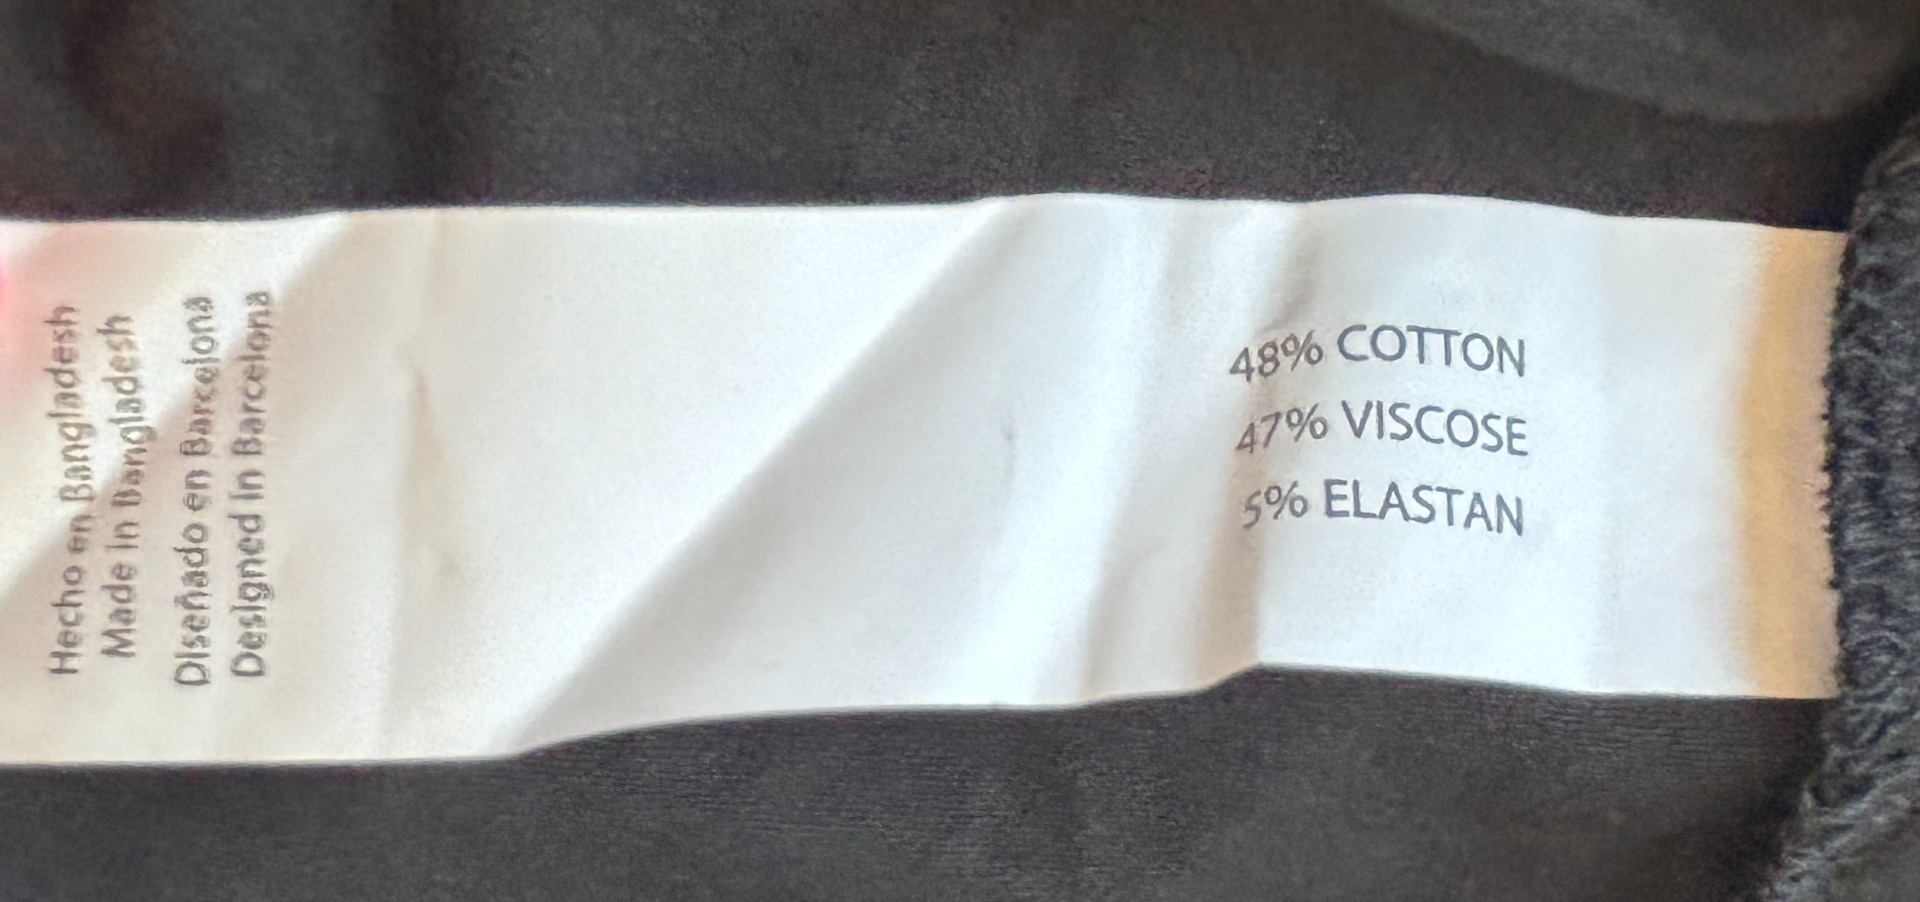 Hecho en Bangladesh
Made in Bangladesh
Diseñado en Barcelona
Designed in Barcelona
48% COTTON
47% VISCOSE
5% ELASTAN